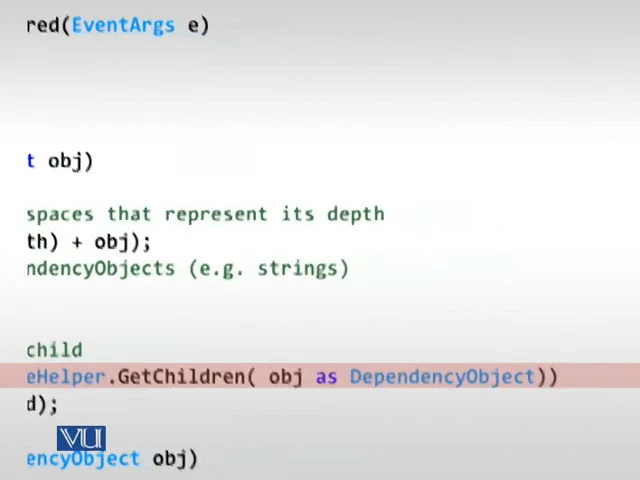 red(EventArgs e)
t obj)
spaces that represent its depth
th) + obj);
ndencyObjects (e.g. strings)
child
eHelper.GetChildren( obj as DependencyObject))
d);
VU
encyObject obj)